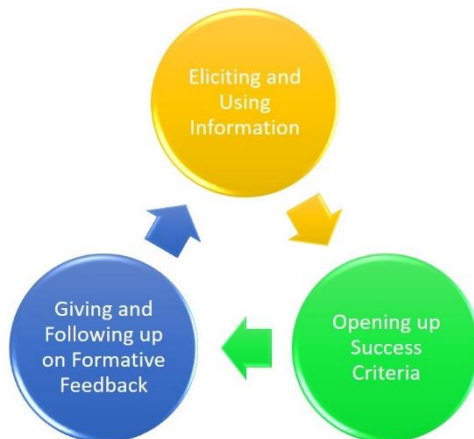 Eliciting and
Using
Information
Opening up
Success
Criteria
Giving and
Following up
on Formative
Feedback